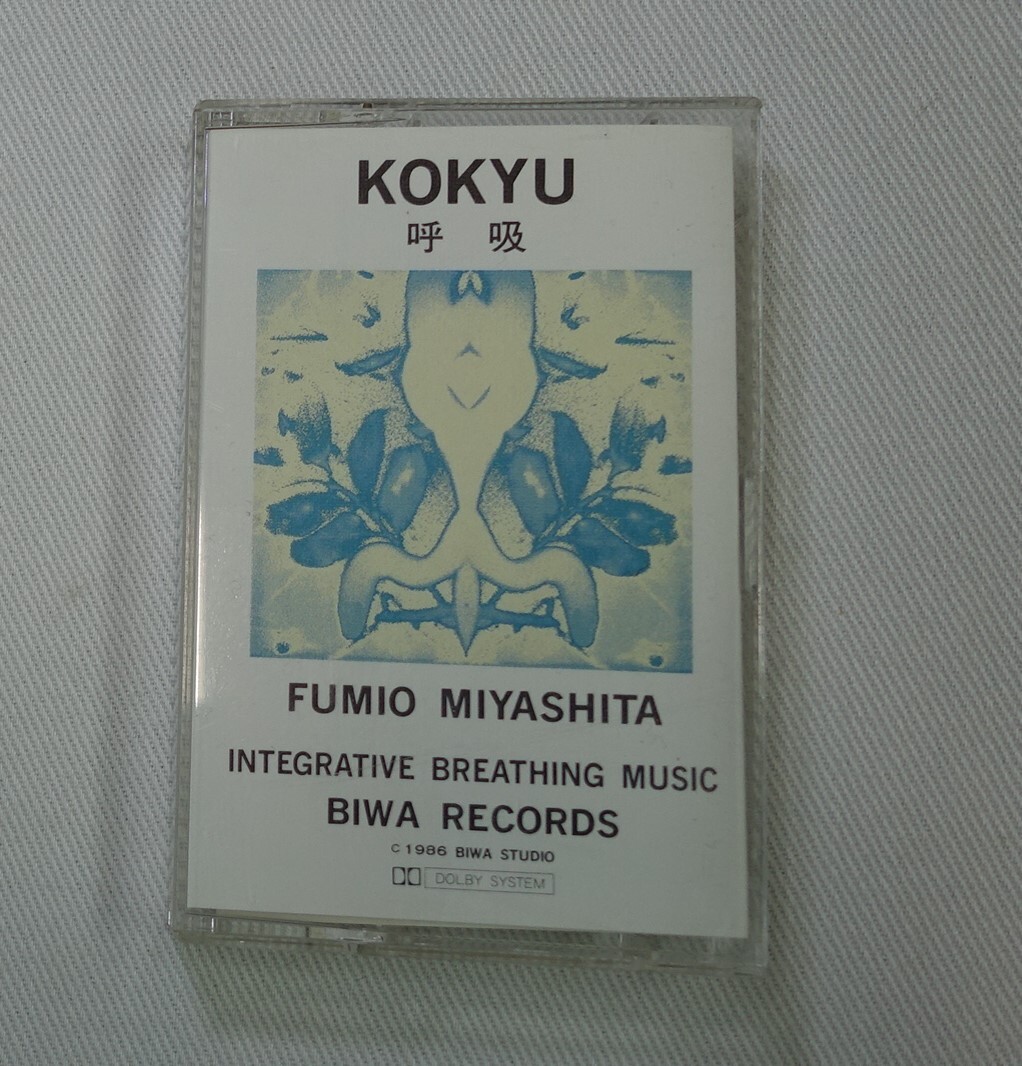 KOKYU
呼 吸
FUMIO MIYASHITA
INTEGRATIVE BREATHING MUSIC
BIWA RECORDS
C 1986 BIWA STUDIO
DOLBY SYSTEM